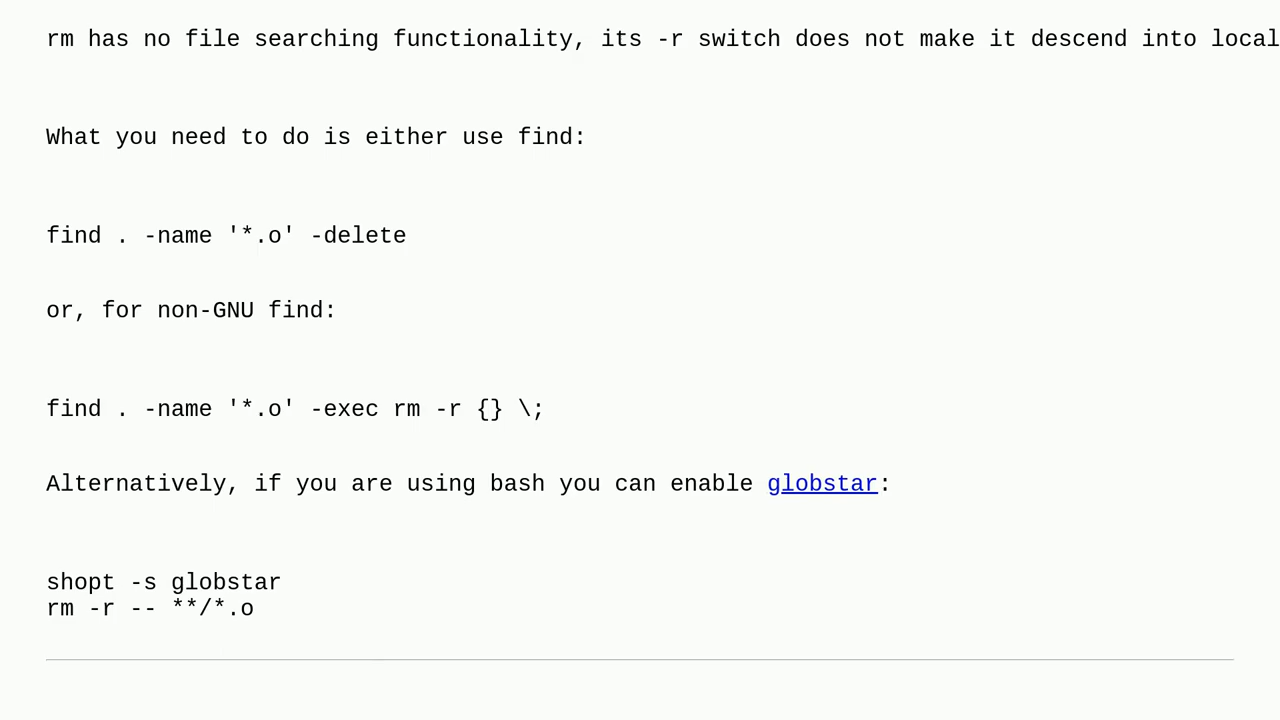 rm has no file searching functionality, its -r switch does not make it descend into local
What you need to do is either use find:
find . -name '*.o' -delete
or, for non-GNU find:
find . -name '*.o' -exec rm -r {} \;
Alternatively, if you are using bash you can enable globstar:
shopt -s globstar
rm -r -- **/*.o